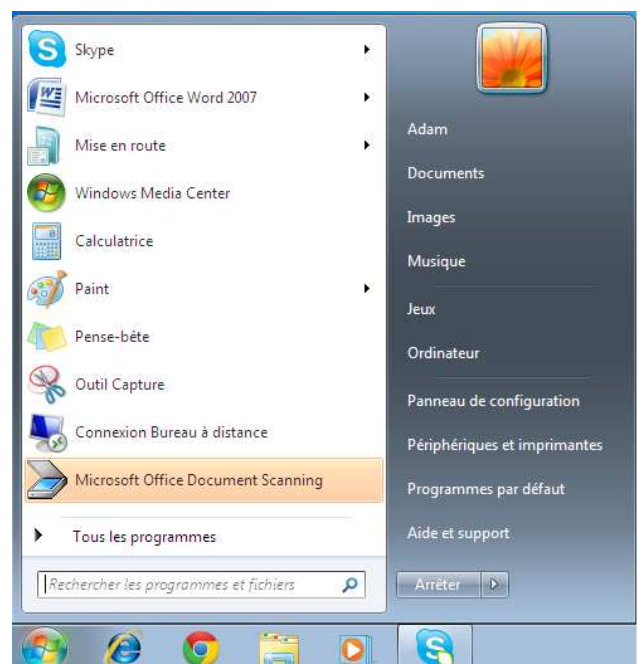 Skype
Microsoft Office Word 2007
Mise en route
Windows Media Center
Calculatrice
Paint
Pense-bête
Outil Capture
Connexion Bureau à distance
Microsoft Office Document Scanning
Tous les programmes
Rechercher les programmes et fichiers
Adam
Documents
Images
Musique
Jeux
Ordinateur
Panneau de configuration
Périphériques et imprimantes
Programmes par défaut
Aide et support
Arrêter